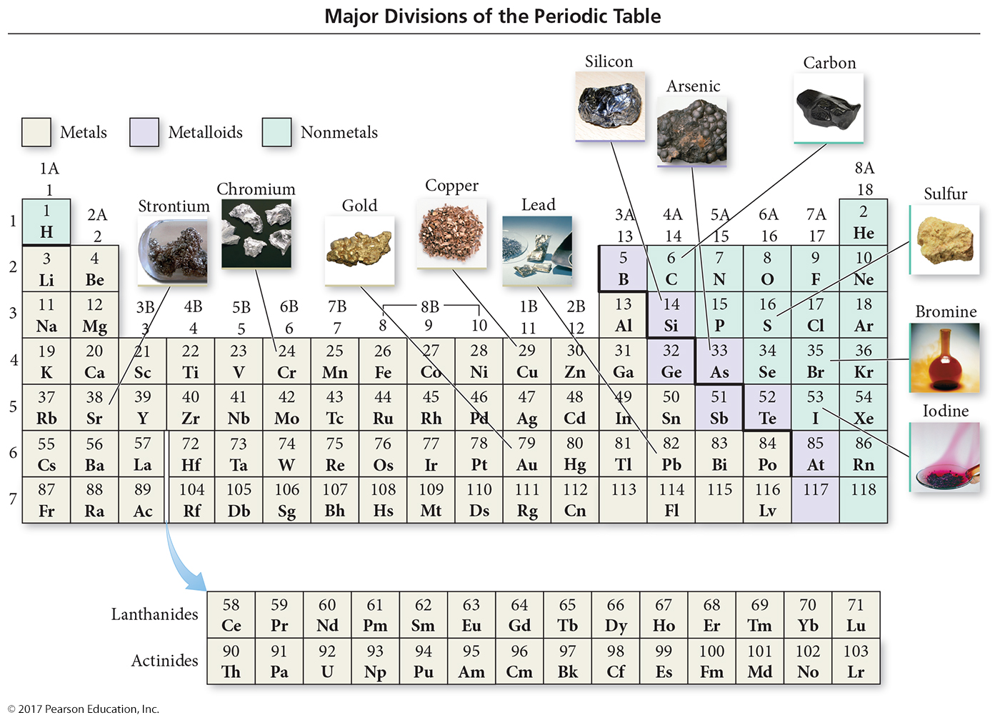 Major Divisions of the Periodic Table
Silicon
Carbon
Arsenic
Metals Metalloids Nonmetals
1A 8A
1 18
Chromium Copper Sulfur
Strontium Gold Lead
2A 3A 4A 5A 6A 7A
2 13 14 15 16 17
1 1 2
H He
2 3 4 5 6 7 8 9 10
Li Be B C N O F Ne
3B 4B 5B 6B 7B 8B 1B 2B
3 4 5 6 7 8 9 10 11 12
3 11 12 13 14 15 16 17 18
Na Mg Al Si P S Cl Ar
Bromine
4 19 20 21 22 23 24 25 26 27 28 29 30 31 32 33 34 35 36
K Ca Sc Ti V Cr Mn Fe Co Ni Cu Zn Ga Ge As Se Br Kr
5 37 38 39 40 41 42 43 44 45 46 47 48 49 50 51 52 53 54
Rb Sr Y Zr Nb Mo Tc Ru Rh Pd Ag Cd In Sn Sb Te I Xe
Iodine
6 55 56 57 72 73 74 75 76 77 78 79 80 81 82 83 84 85 86
Cs Ba La Hf Ta W Re Os Ir Pt Au Hg Tl Pb Bi Po At Rn
7 87 88 89 104 105 106 107 108 109 110 111 112 113 114 115 116 117 118
Fr Ra Ac Rf Db Sg Bh Hs Mt Ds Rg Cn Fl Lv
Lanthanides 58 59 60 61 62 63 64 65 66 67 68 69 70 71
Ce Pr Nd Pm Sm Eu Gd Tb Dy Ho Er Tm Yb Lu
Actinides 90 91 92 93 94 95 96 97 98 99 100 101 102 103
Th Pa U Np Pu Am Cm Bk Cf Es Fm Md No Lr
© 2017 Pearson Education, Inc.